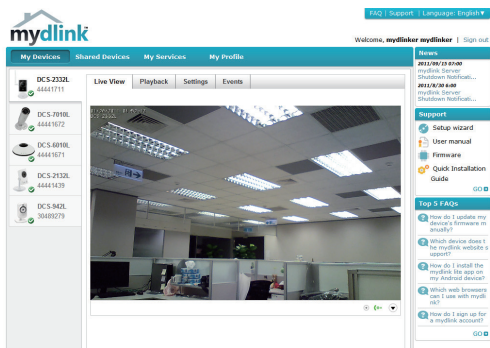 mydlink
FAQ | Support | Language: English▼
Welcome, mydlinker mydlinker | Sign out
My Devices
Shared Devices
My Services
My Profile
DCS-2332L
44441711
DCS-7010L
44441672
DCS-6010L
44441671
DCS-2132L
44441439
DCS-942L
30489279
Live View
Playback
Settings
Events
News
2011/09/15 07:00
mydlink Server
Shutdown Notificati...
2011/8/30 6:00
mydlink Server
Shutdown Notificati...
Support
Setup wizard
User manual
Firmware
Quick Installation
Guide
GO
Top 5 FAQs
How do I update my
device's firmware m
anually?
Which device does t
he mydlink website s
upport?
How do I install the
mydlink lite app on
my Android device?
Which web browsers
can I use with mydli
nk?
How do I sign up for
a mydlink account?
GO